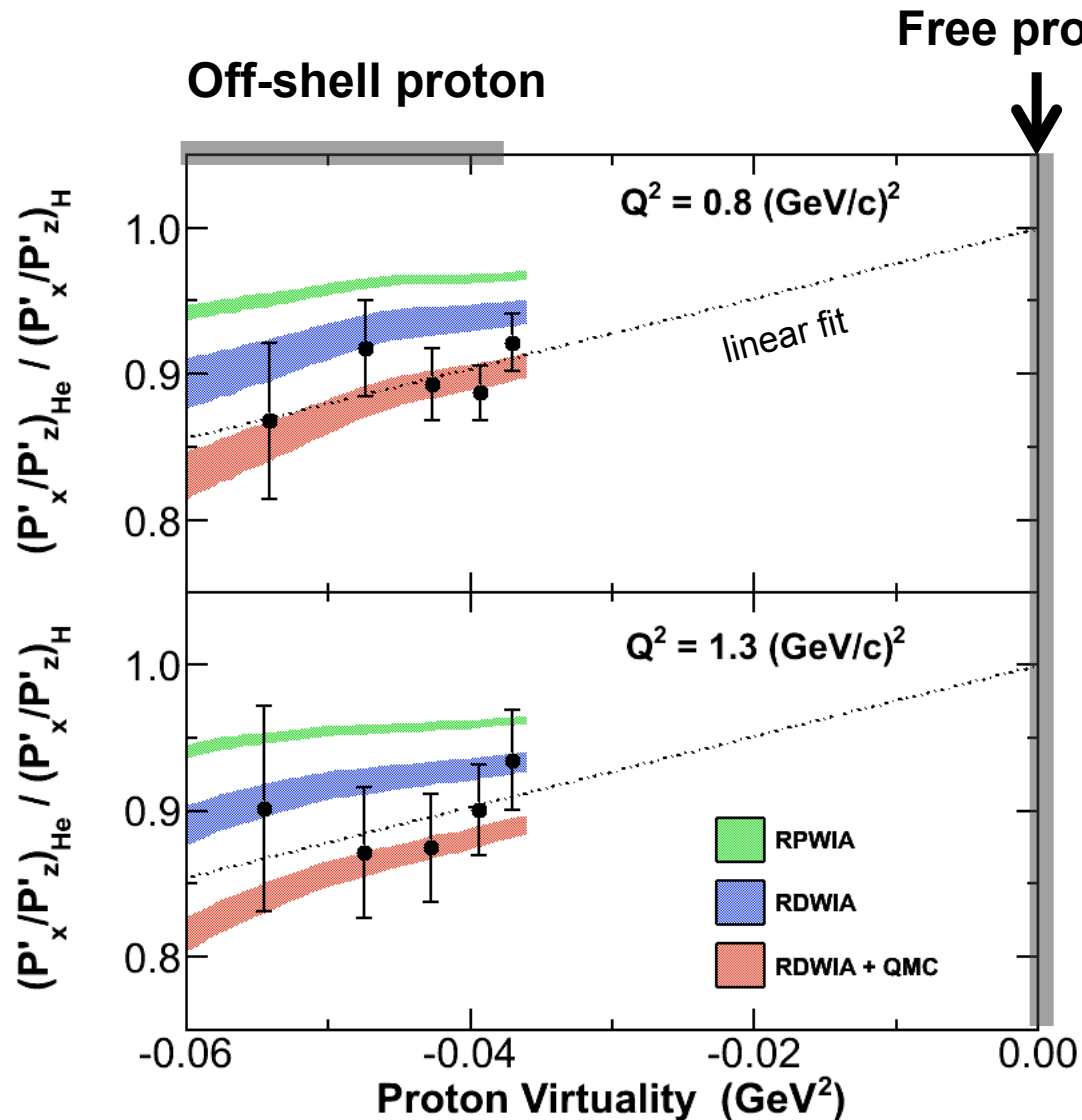 Free pro
Off-shell proton
Q² = 0.8 (GeV/c)²
(P'x/P'z)He / (P'x/P'z)H
1.0
0.9
0.8
linear fit
Q² = 1.3 (GeV/c)²
(P'x/P'z)He / (P'x/P'z)H
1.0
0.9
0.8
RPWIA
RDWIA
RDWIA + QMC
-0.06 -0.04 -0.02 0.00
Proton Virtuality (GeV²)